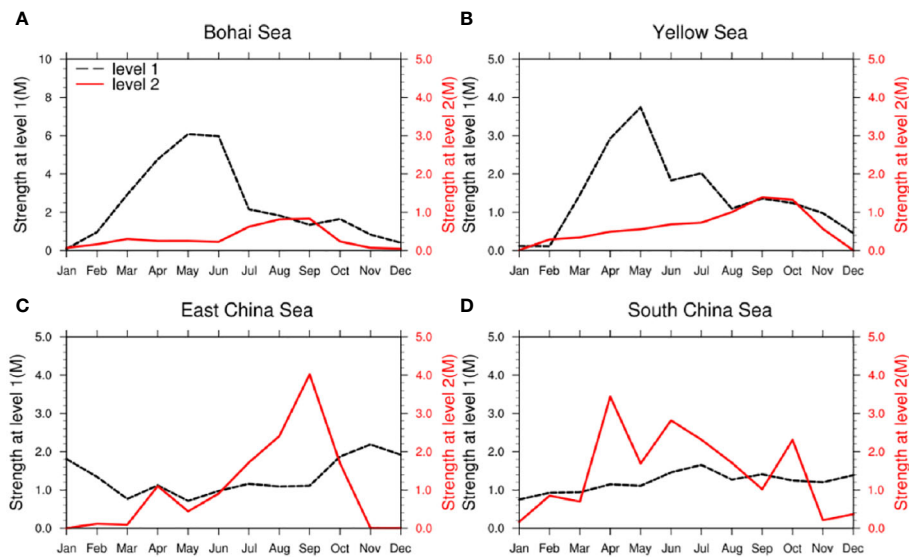 A
Bohai Sea
Strength at level 1(M)
10
8
6
4
2
0
level 1
level 2
5.0
4.0
3.0
2.0
1.0
0.0
Strength at level 2(M)
Jan Feb Mar Apr May Jun Jul Aug Sep Oct Nov Dec
B
Yellow Sea
Strength at level 1(M)
5.0
4.0
3.0
2.0
1.0
0.0
5.0
4.0
3.0
2.0
1.0
0.0
Strength at level 2(M)
Jan Feb Mar Apr May Jun Jul Aug Sep Oct Nov Dec
C
East China Sea
Strength at level 1(M)
5.0
4.0
3.0
2.0
1.0
0.0
5.0
4.0
3.0
2.0
1.0
0.0
Strength at level 2(M)
Jan Feb Mar Apr May Jun Jul Aug Sep Oct Nov Dec
D
South China Sea
Strength at level 1(M)
5.0
4.0
3.0
2.0
1.0
0.0
5.0
4.0
3.0
2.0
1.0
0.0
Strength at level 2(M)
Jan Feb Mar Apr May Jun Jul Aug Sep Oct Nov Dec